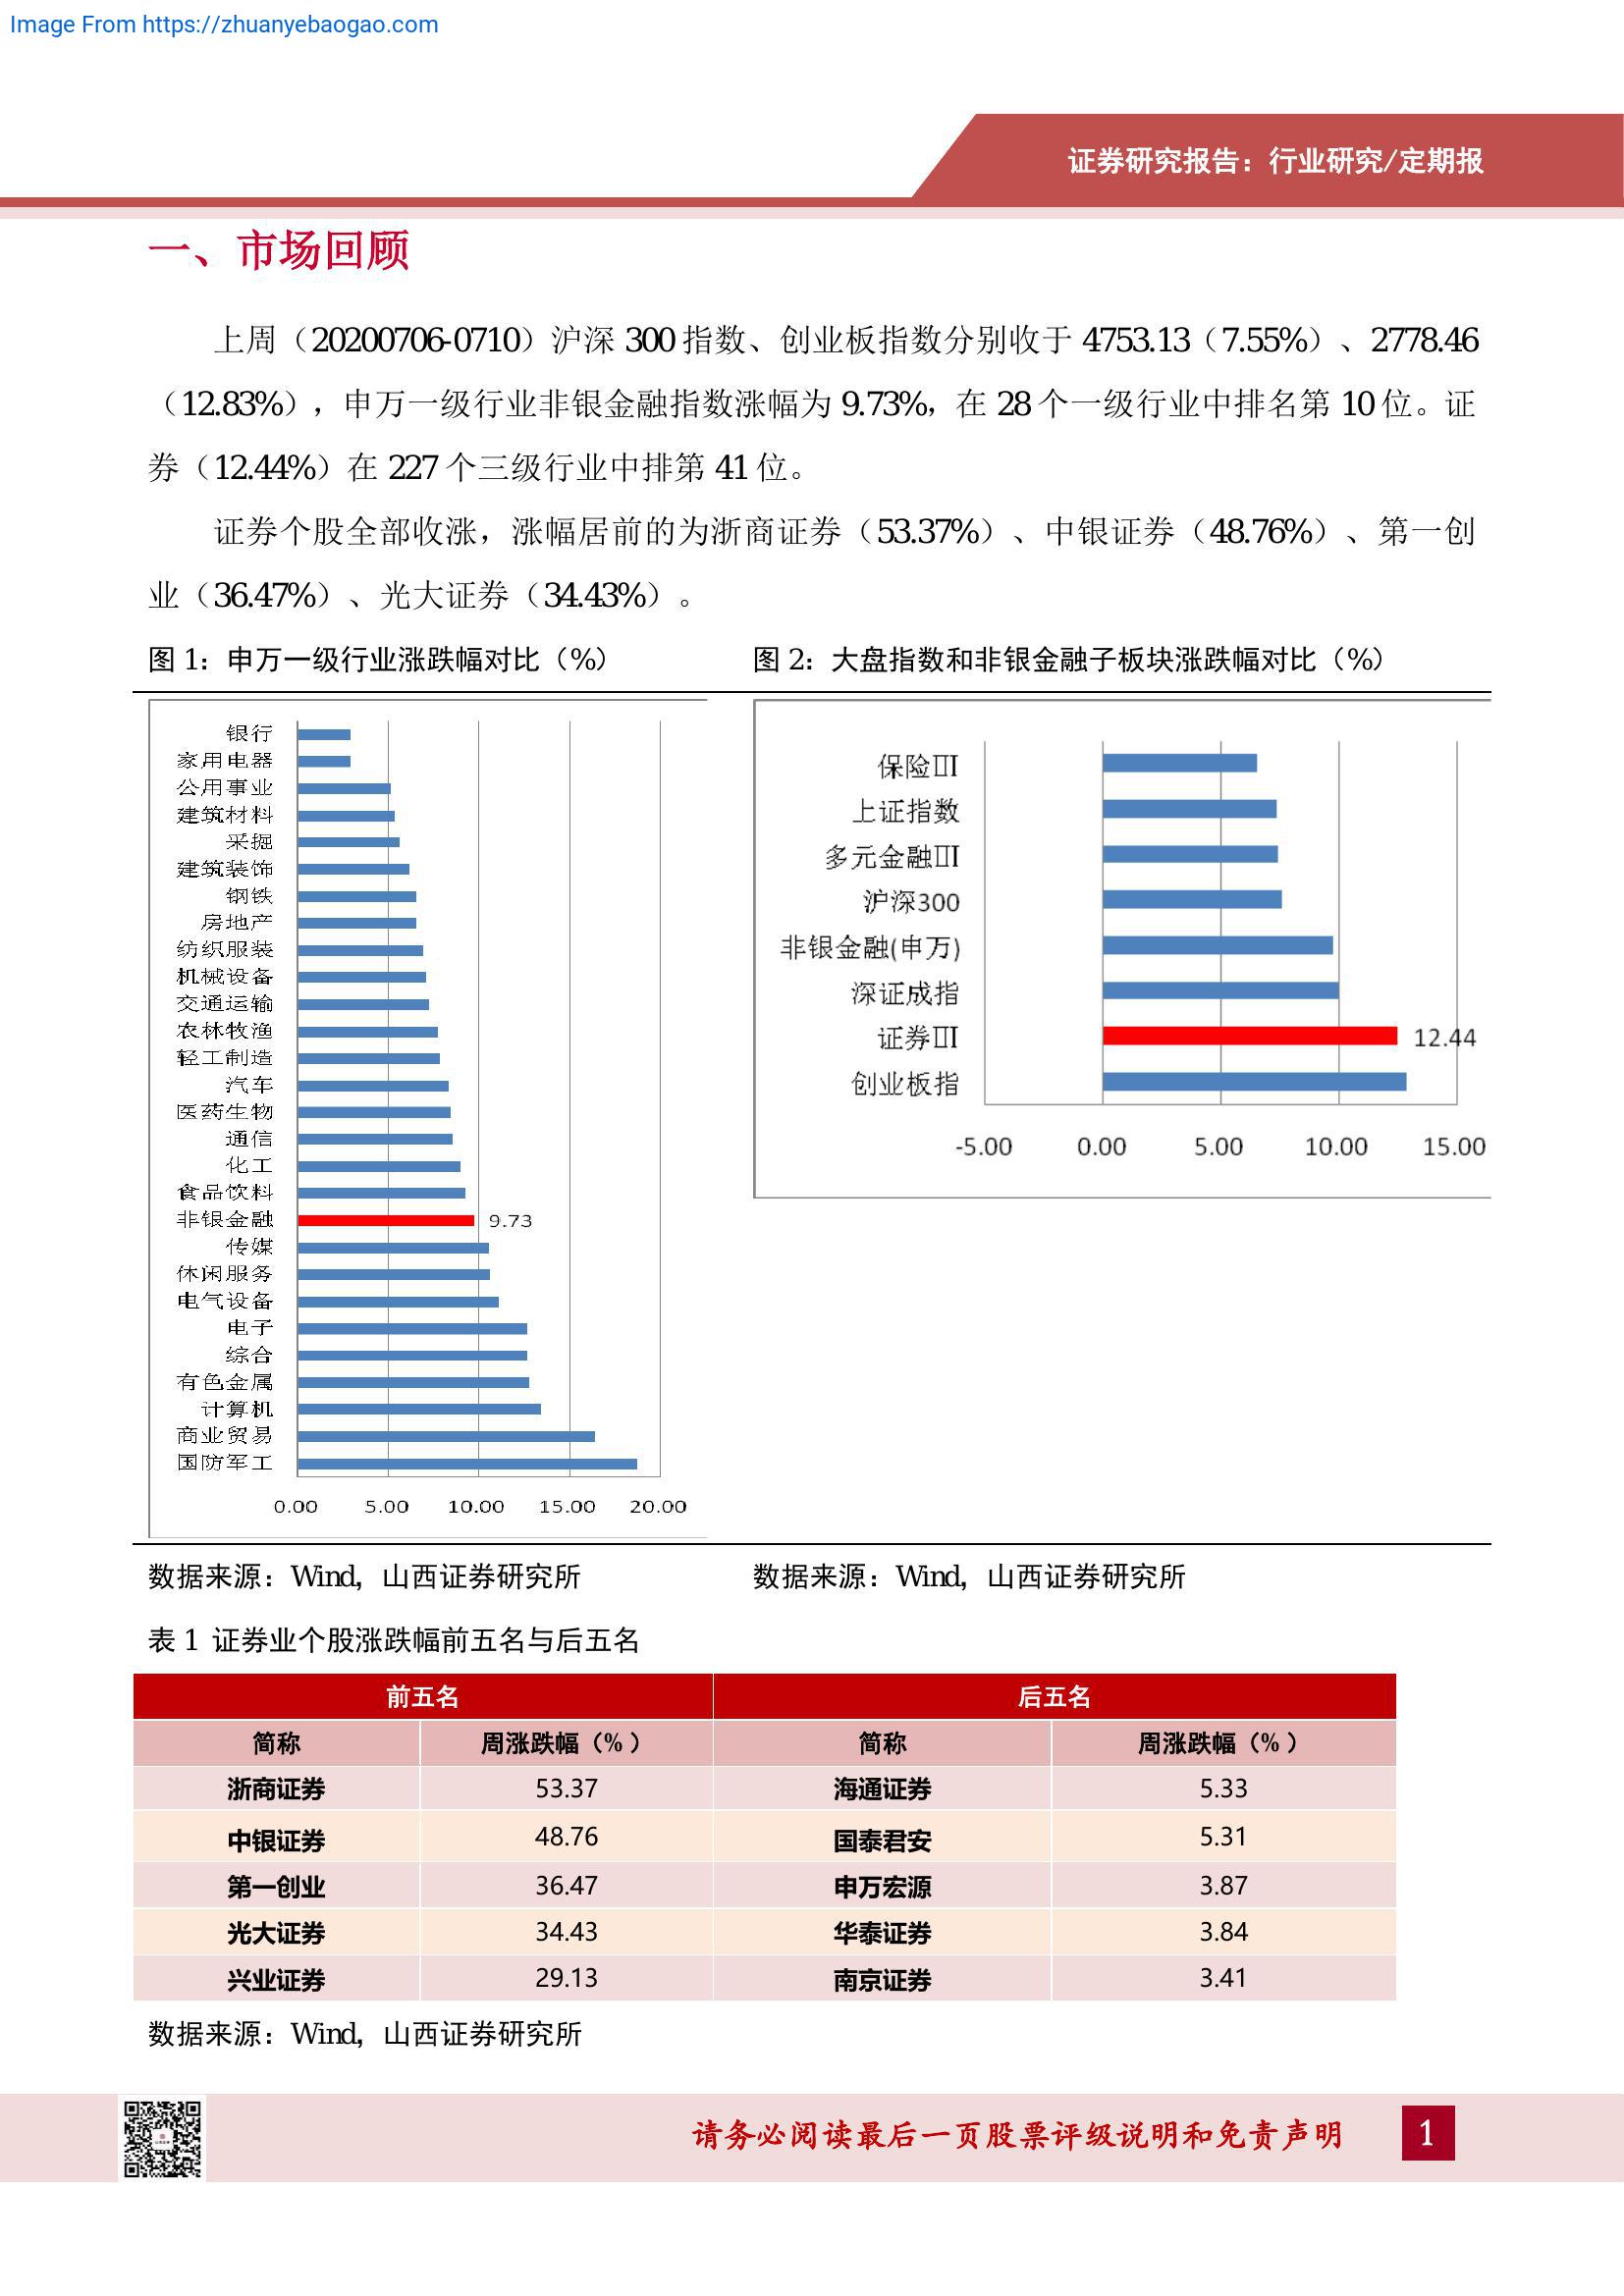 Image From https://zhuanyebaogao.com
证券研究报告：行业研究/定期报
一、市场回顾
上周（20200706-0710）沪深 300 指数、创业板指数分别收于 4753.13（7.55%）、2778.46
（12.83%），申万一级行业非银金融指数涨幅为 9.73%，在 28 个一级行业中排名第 10 位。证
券（12.44%）在 227 个三级行业中排第 41 位。
证券个股全部收涨，涨幅居前的为浙商证券（53.37%）、中银证券（48.76%）、第一创
业（36.47%）、光大证券（34.43%）。
图 1：申万一级行业涨跌幅对比（%）
银行
家用电器
公用事业
建筑材料
采掘
建筑装饰
钢铁
房地产
纺织服装
机械设备
交通运输
农林牧渔
轻工制造
汽车
医药生物
通信
化工
食品饮料
非银金融 9.73
传媒
休闲服务
电气设备
电子
综合
有色金属
计算机
商业贸易
国防军工
0.00 5.00 10.00 15.00 20.00
数据来源：Wind，山西证券研究所
图 2：大盘指数和非银金融子板块涨跌幅对比（%）
保险Ⅲ
上证指数
多元金融Ⅲ
沪深300
非银金融(申万)
深证成指
证券Ⅲ 12.44
创业板指
-5.00 0.00 5.00 10.00 15.00
数据来源：Wind，山西证券研究所
表 1 证券业个股涨跌幅前五名与后五名
前五名 后五名
简称 周涨跌幅（%） 简称 周涨跌幅（%）
浙商证券 53.37 海通证券 5.33
中银证券 48.76 国泰君安 5.31
第一创业 36.47 申万宏源 3.87
光大证券 34.43 华泰证券 3.84
兴业证券 29.13 南京证券 3.41
数据来源：Wind，山西证券研究所
请务必阅读最后一页股票评级说明和免责声明 1